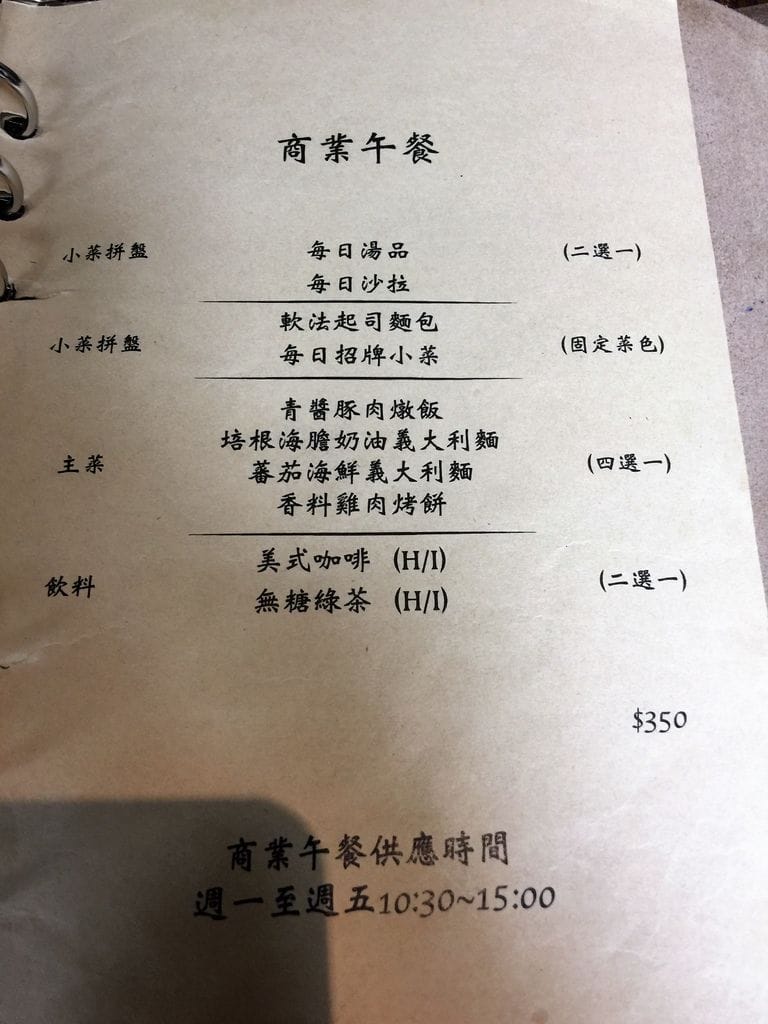 商業午餐
小菜拼盤 每日湯品 (二選一)
每日沙拉
軟法起司麵包
小菜拼盤 每日招牌小菜 (固定菜色)
青醬豚肉燉飯
培根海膽奶油義大利麵
主菜 蕃茄海鮮義大利麵 (四選一)
香料雞肉烤餅
美式咖啡 (H/I)
飲料 (二選一)
無糖綠茶 (H/I)
$350
商業午餐供應時間
週一至週五10:30~15:00